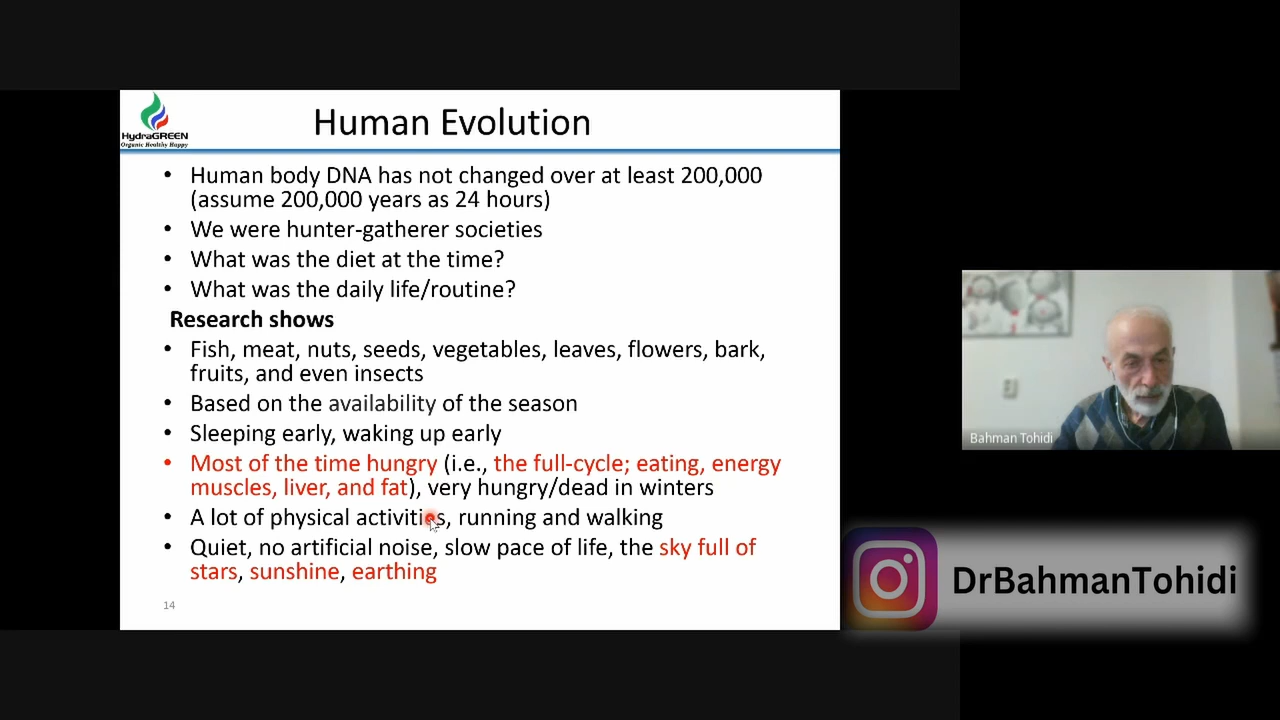 HydraGREEN
Organic Healthy Happy
Human Evolution
• Human body DNA has not changed over at least 200,000
(assume 200,000 years as 24 hours)
• We were hunter-gatherer societies
• What was the diet at the time?
• What was the daily life/routine?
Research shows
• Fish, meat, nuts, seeds, vegetables, leaves, flowers, bark,
fruits, and even insects
• Based on the availability of the season
• Sleeping early, waking up early
• Most of the time hungry (i.e., the full-cycle; eating, energy
muscles, liver, and fat), very hungry/dead in winters
• A lot of physical activities, running and walking
• Quiet, no artificial noise, slow pace of life, the sky full of
stars, sunshine, earthing
14
Bahman Tohidi
DrBahmanTohidi